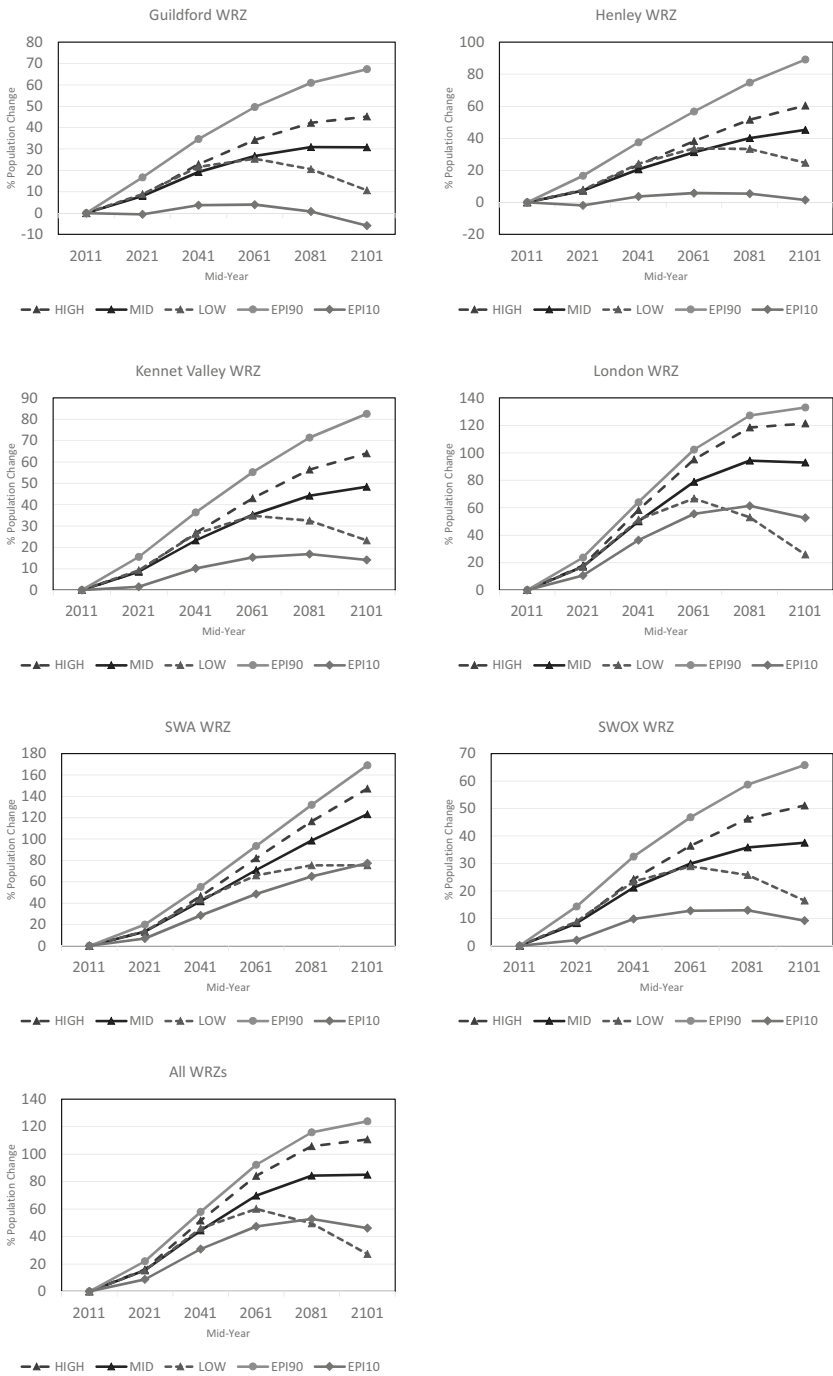 Guildford WRZ
80
70
60
50
40
30
20
10
0
-10
% Population Change
2011 2021 2041 2061 2081 2101
Mid-Year
HIGH MID LOW EPI90 EPI10
Henley WRZ
100
80
60
40
20
0
-20
% Population Change
2011 2021 2041 2061 2081 2101
Mid-Year
HIGH MID LOW EPI90 EPI10
Kennet Valley WRZ
90
80
70
60
50
40
30
20
10
0
% Population Change
2011 2021 2041 2061 2081 2101
Mid-Year
HIGH MID LOW EPI90 EPI10
London WRZ
140
120
100
80
60
40
20
0
% Population Change
2011 2021 2041 2061 2081 2101
Mid-Year
HIGH MID LOW EPI90 EPI10
SWA WRZ
180
160
140
120
100
80
60
40
20
0
% Population Change
2011 2021 2041 2061 2081 2101
Mid-Year
HIGH MID LOW EPI90 EPI10
SWOX WRZ
70
60
50
40
30
20
10
0
% Population Change
2011 2021 2041 2061 2081 2101
Mid-Year
HIGH MID LOW EPI90 EPI10
All WRZs
140
120
100
80
60
40
20
0
% Population Change
2011 2021 2041 2061 2081 2101
Mid-Year
HIGH MID LOW EPI90 EPI10